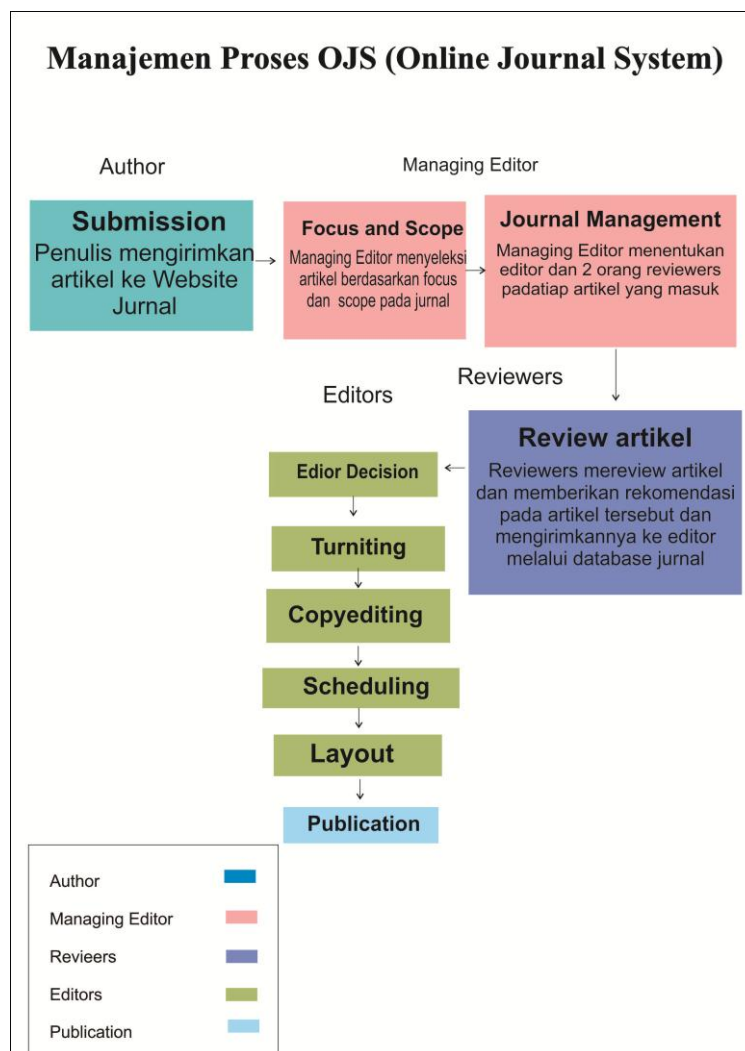 Manajemen Proses OJS (Online Journal System)
Author
Managing Editor
Submission
Penulis mengirimkan
artikel ke Website
Jurnal
Focus and Scope
Managing Editor menyeleksi
artikel berdasarkan focus
dan scope pada jurnal
Journal Management
Managing Editor menentukan
editor dan 2 orang reviewers
padatiap artikel yang masuk
Reviewers
Editors
Review artikel
Reviewers mereview artikel
dan memberikan rekomendasi
pada artikel tersebut dan
mengirimkannya ke editor
melalui database jurnal
Edior Decision
Turniting
Copyediting
Scheduling
Layout
Publication
Author
Managing Editor
Revieers
Editors
Publication